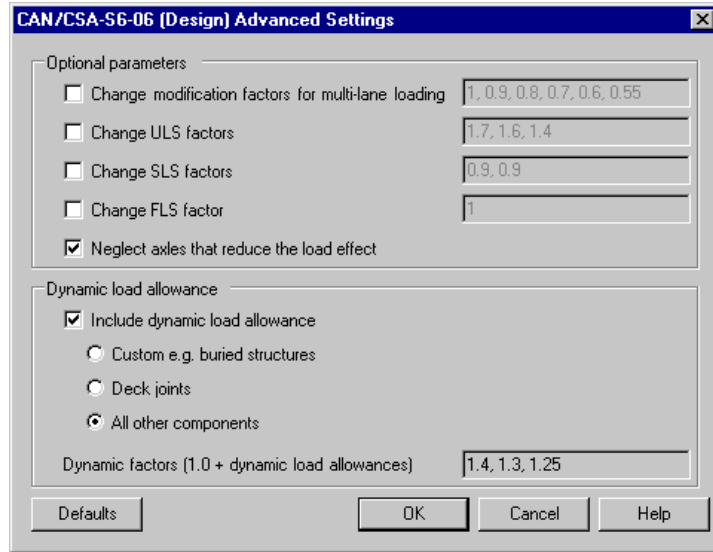 CAN/CSA-S6-06 (Design) Advanced Settings
Optional parameters
Change modification factors for multi-lane loading 1, 0.9, 0.8, 0.7, 0.6, 0.55
Change ULS factors 1.7, 1.6, 1.4
Change SLS factors 0.9, 0.9
Change FLS factor 1
Neglect axles that reduce the load effect
Dynamic load allowance
Include dynamic load allowance
Custom e.g. buried structures
Deck joints
All other components
Dynamic factors (1.0 + dynamic load allowances) 1.4, 1.3, 1.25
Defaults OK Cancel Help